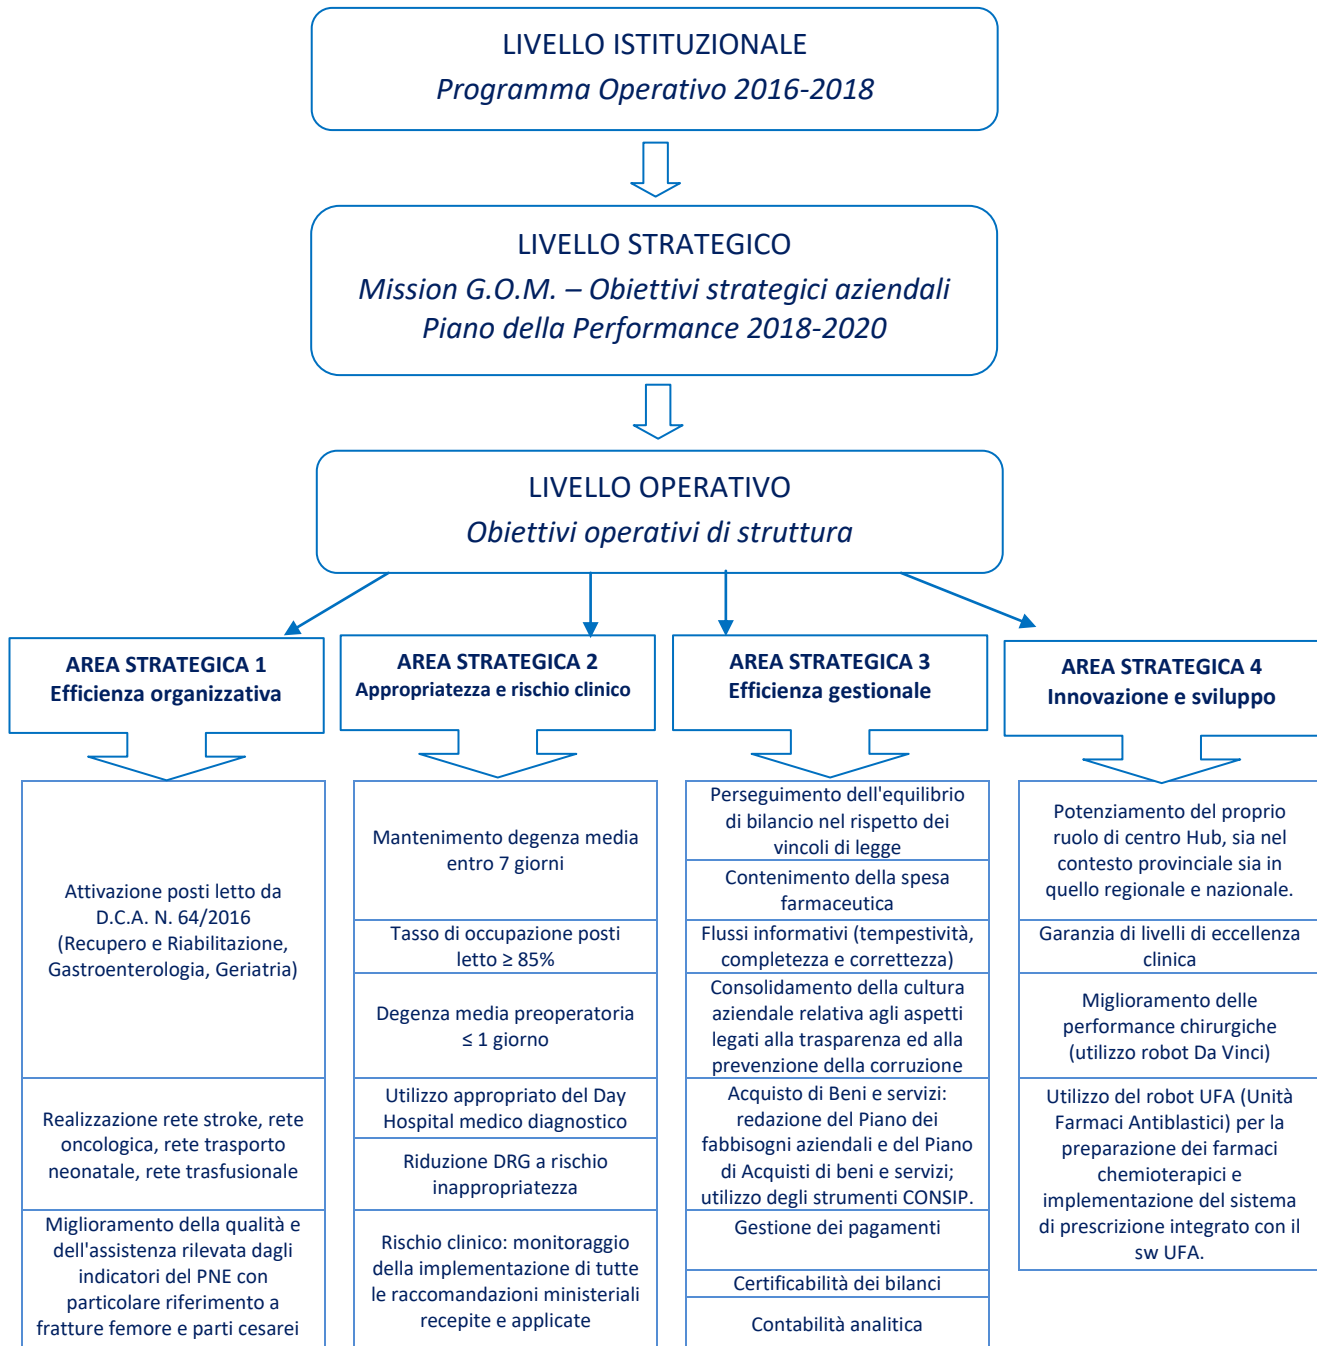 LIVELLO ISTITUZIONALE
Programma Operativo 2016-2018
LIVELLO STRATEGICO
Mission G.O.M. – Obiettivi strategici aziendali
Piano della Performance 2018-2020
LIVELLO OPERATIVO
Obiettivi operativi di struttura
AREA STRATEGICA 1
Efficienza organizzativa
AREA STRATEGICA 2
Appropriatezza e rischio clinico
AREA STRATEGICA 3
Efficienza gestionale
AREA STRATEGICA 4
Innovazione e sviluppo
Attivazione posti letto da
D.C.A. N. 64/2016
(Recupero e Riabilitazione,
Gastroenterologia, Geriatria)
Realizzazione rete stroke, rete
oncologica, rete trasporto
neonatale, rete trasfusionale
Miglioramento della qualità e
dell'assistenza rilevata dagli
indicatori del PNE con
particolare riferimento a
fratture femore e parti cesarei
Mantenimento degenza media
entro 7 giorni
Tasso di occupazione posti
letto ≥ 85%
Degenza media preoperatoria
≤ 1 giorno
Utilizzo appropriato del Day
Hospital medico diagnostico
Riduzione DRG a rischio
inappropriatezza
Rischio clinico: monitoraggio
della implementazione di tutte
le raccomandazioni ministeriali
recepite e applicate
Perseguimento dell'equilibrio
di bilancio nel rispetto dei
vincoli di legge
Contenimento della spesa
farmaceutica
Flussi informativi (tempestività,
completezza e correttezza)
Consolidamento della cultura
aziendale relativa agli aspetti
legati alla trasparenza ed alla
prevenzione della corruzione
Acquisto di Beni e servizi:
redazione del Piano dei
fabbisogni aziendali e del Piano
di Acquisti di beni e servizi;
utilizzo degli strumenti CONSIP.
Gestione dei pagamenti
Certificabilità dei bilanci
Contabilità analitica
Potenziamento del proprio
ruolo di centro Hub, sia nel
contesto provinciale sia in
quello regionale e nazionale.
Garanzia di livelli di eccellenza
clinica
Miglioramento delle
performance chirurgiche
(utilizzo robot Da Vinci)
Utilizzo del robot UFA (Unità
Farmaci Antiblastici) per la
preparazione dei farmaci
chemioterapici e
implementazione del sistema
di prescrizione integrato con il
sw UFA.